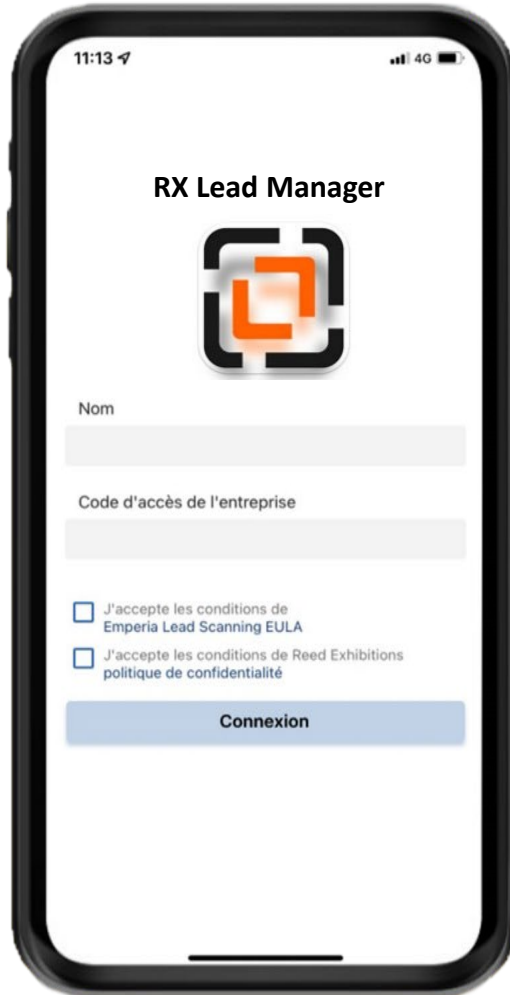 11:13
4G
RX Lead Manager
Nom
Code d'accès de l'entreprise
J'accepte les conditions de
Emperia Lead Scanning EULA
J'accepte les conditions de Reed Exhibitions
politique de confidentialité
Connexion